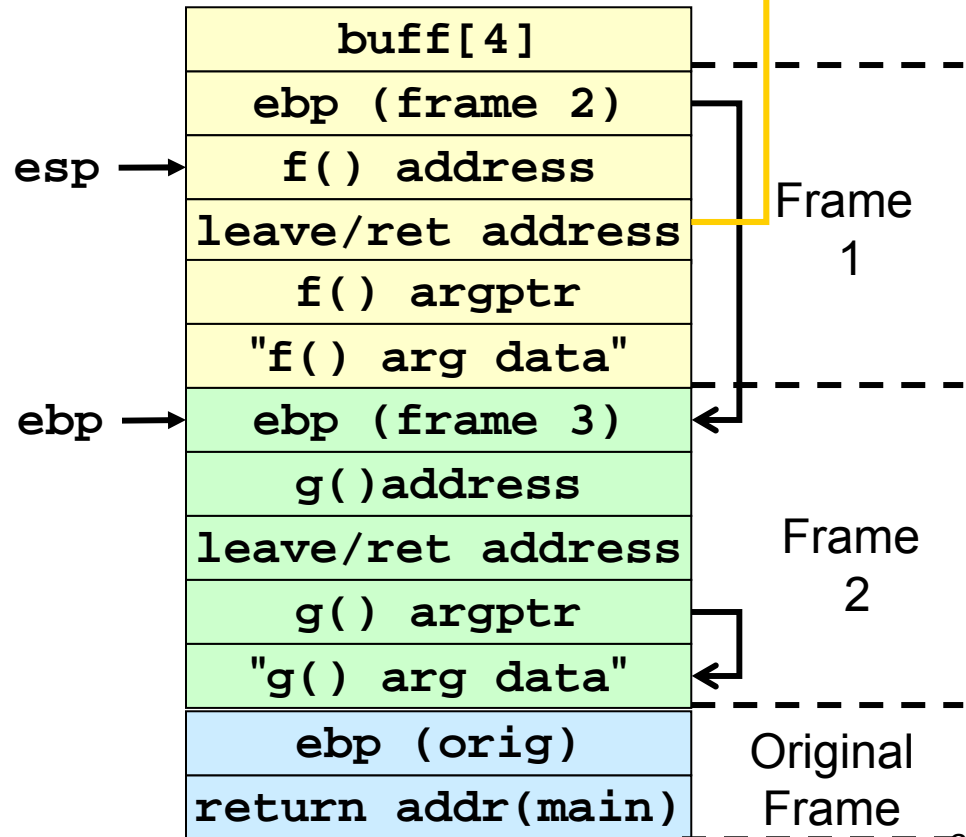 buff[4]
ebp (frame 2)
esp
f() address
leave/ret address
Frame
1
f() argptr
"f() arg data"
ebp
ebp (frame 3)
g()address
leave/ret address
Frame
2
g() argptr
"g() arg data"
ebp (orig)
return addr(main)
Original
Frame